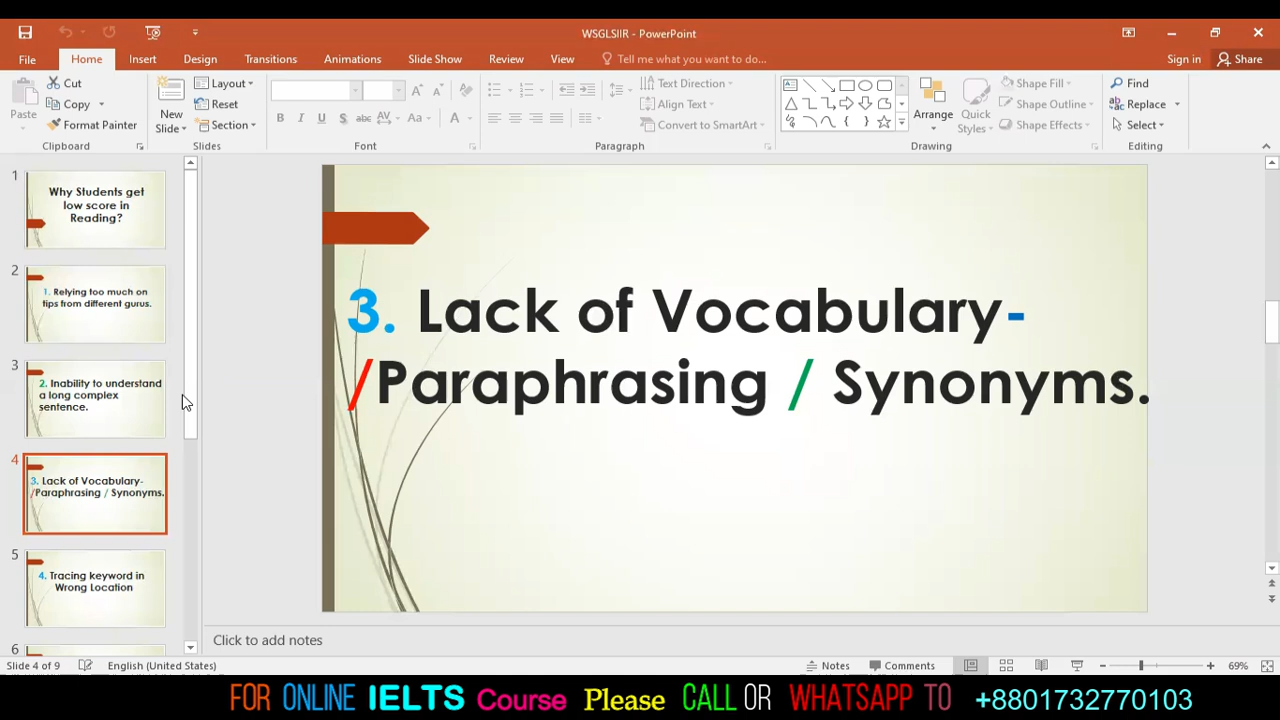 WSGLSIIR - PowerPoint
File Home Insert Design Transitions Animations Slide Show Review View Tell me what you want to do... Sign in Share
Paste
Cut
Copy
Format Painter
Clipboard
New
Slide
Layout
Reset
Section
Slides
B I U S abc AV Aa A
Font
Text Direction
Align Text
Convert to SmartArt
Paragraph
Arrange
Quick
Styles
Shape Fill
Shape Outline
Shape Effects
Drawing
Find
Replace
Select
Editing
1
Why Students get
low score in
Reading?
2
1. Relying too much on
tips from different gurus.
3
2. Inability to understand
a long complex
sentence.
4
3. Lack of Vocabulary-
/Paraphrasing / Synonyms.
5
4. Tracing keyword in
Wrong Location
6
3. Lack of Vocabulary-
/Paraphrasing / Synonyms.
Click to add notes
Slide 4 of 9 English (United States) Notes Comments 69%
FOR ONLINE IELTS Course Please CALL OR WHATSAPP TO +8801732770103